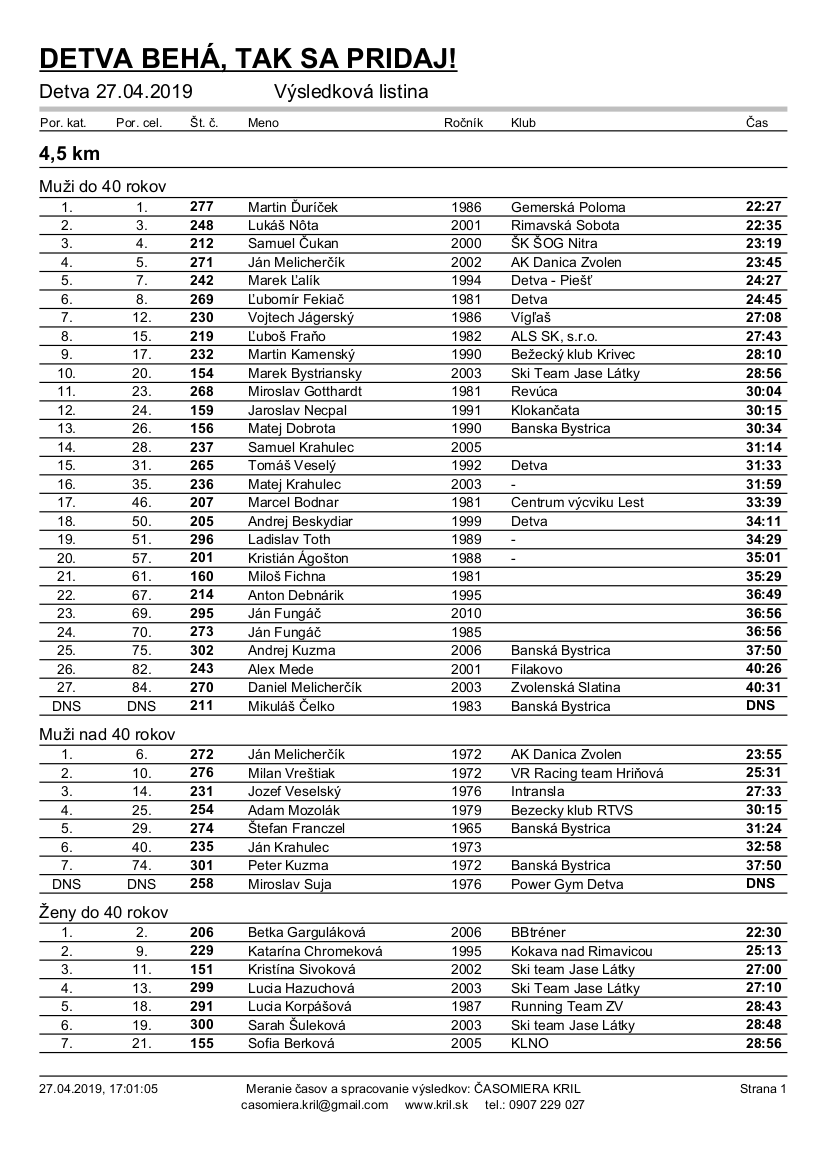 DETVA BEHÁ, TAK SA PRIDAJ!
Detva 27.04.2019 Výsledková listina
Por. kat. Por. cel. Št. č. Meno Ročník Klub Čas
4,5 km
Muži do 40 rokov
1. 1. 277 Martin Ďuríček 1986 Gemerská Poloma 22:27
2. 3. 248 Lukáš Nôta 2001 Rimavská Sobota 22:35
3. 4. 212 Samuel Čukan 2000 ŠK ŠOG Nitra 23:19
4. 5. 271 Ján Melicherčík 2002 AK Danica Zvolen 23:45
5. 7. 242 Marek Ľalík 1994 Detva - Piešť 24:27
6. 8. 269 Ľubomír Fekiač 1981 Detva 24:45
7. 12. 230 Vojtech Jágerský 1986 Vígľaš 27:08
8. 15. 219 Ľuboš Fraňo 1982 ALS SK, s.r.o. 27:43
9. 17. 232 Martin Kamenský 1990 Bežecký klub Krivec 28:10
10. 20. 154 Marek Bystriansky 2003 Ski Team Jase Látky 28:56
11. 23. 268 Miroslav Gotthardt 1981 Revúca 30:04
12. 24. 159 Jaroslav Necpal 1991 Klokančata 30:15
13. 26. 156 Matej Dobrota 1990 Banska Bystrica 30:34
14. 28. 237 Samuel Krahulec 2005 31:14
15. 31. 265 Tomáš Veselý 1992 Detva 31:33
16. 35. 236 Matej Krahulec 2003 - 31:59
17. 46. 207 Marcel Bodnar 1981 Centrum výcviku Lest 33:39
18. 50. 205 Andrej Beskydiar 1999 Detva 34:11
19. 51. 296 Ladislav Toth 1989 - 34:29
20. 57. 201 Kristián Ágošton 1988 - 35:01
21. 61. 160 Miloš Fichna 1981 35:29
22. 67. 214 Anton Debnárik 1995 36:49
23. 69. 295 Ján Fungáč 2010 36:56
24. 70. 273 Ján Fungáč 1985 36:56
25. 75. 302 Andrej Kuzma 2006 Banská Bystrica 37:50
26. 82. 243 Alex Mede 2001 Filakovo 40:26
27. 84. 270 Daniel Melicherčík 2003 Zvolenská Slatina 40:31
DNS DNS 211 Mikuláš Čelko 1983 Banská Bystrica DNS
Muži nad 40 rokov
1. 6. 272 Ján Melicherčík 1972 AK Danica Zvolen 23:55
2. 10. 276 Milan Vreštiak 1972 VR Racing team Hriňová 25:31
3. 14. 231 Jozef Veselský 1976 Intransla 27:33
4. 25. 254 Adam Mozolák 1979 Bezecky klub RTVS 30:15
5. 29. 274 Štefan Franczel 1965 Banská Bystrica 31:24
6. 40. 235 Ján Krahulec 1973 32:58
7. 74. 301 Peter Kuzma 1972 Banská Bystrica 37:50
DNS DNS 258 Miroslav Suja 1976 Power Gym Detva DNS
Ženy do 40 rokov
1. 2. 206 Betka Garguláková 2006 BBtréner 22:30
2. 9. 229 Katarína Chromeková 1995 Kokava nad Rimavicou 25:13
3. 11. 151 Kristína Sivoková 2002 Ski team Jase Látky 27:00
4. 13. 299 Lucia Hazuchová 2003 Ski Team Jase Látky 27:10
5. 18. 291 Lucia Korpášová 1987 Running Team ZV 28:43
6. 19. 300 Sarah Šuleková 2003 Ski team Jase Látky 28:48
7. 21. 155 Sofia Berková 2005 KLNO 28:56
27.04.2019, 17:01:05 Meranie časov a spracovanie výsledkov: ČASOMIERA KRIL Strana 1
casomiera.kril@gmail.com www.kril.sk tel.: 0907 229 027